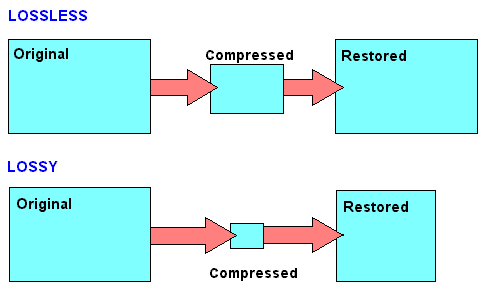 LOSSLESS
Original
Compressed
Restored
LOSSY
Original
Compressed
Restored